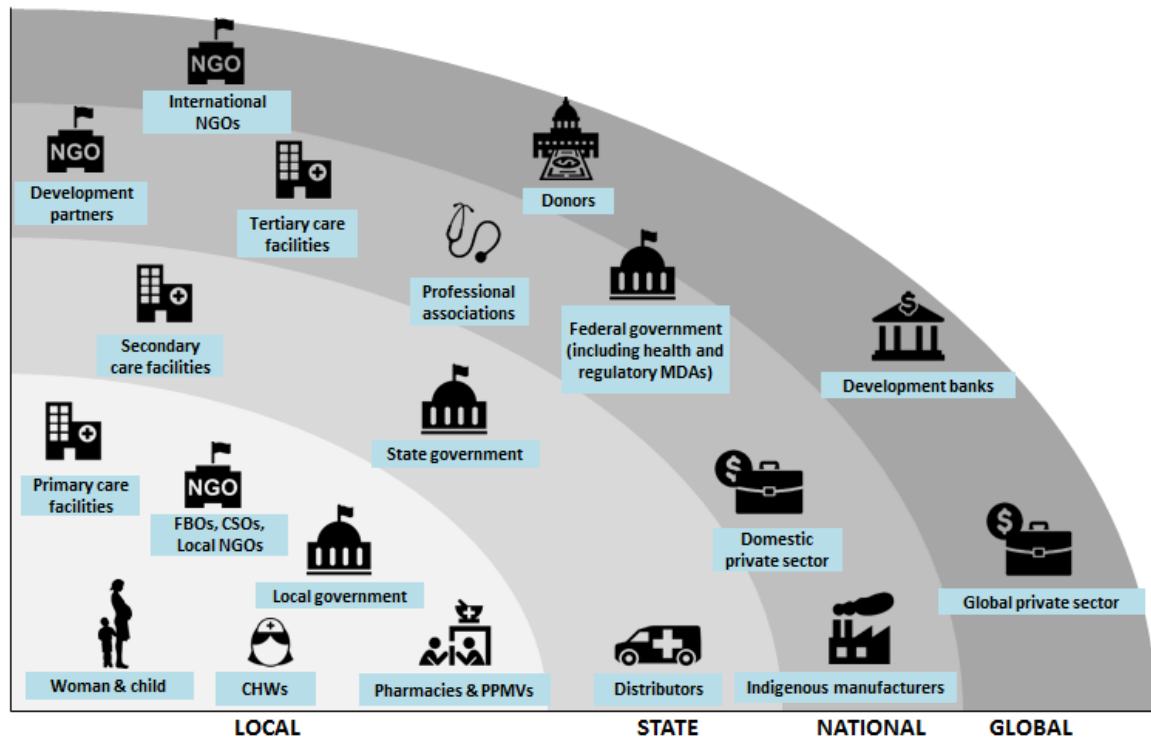 NGO
International
NGOs
NGO
Development
partners
Tertiary care
facilities
Donors
Professional
associations
Federal government
(including health and
regulatory MDAs)
$
Development banks
Secondary
care facilities
State government
Primary care
facilities
NGO
FBOs, CSOs,
Local NGOs
Local government
$
Domestic
private sector
$
Global private sector
Woman & child
CHWs
Pharmacies & PPMVs
Distributors
Indigenous manufacturers
LOCAL
STATE
NATIONAL
GLOBAL